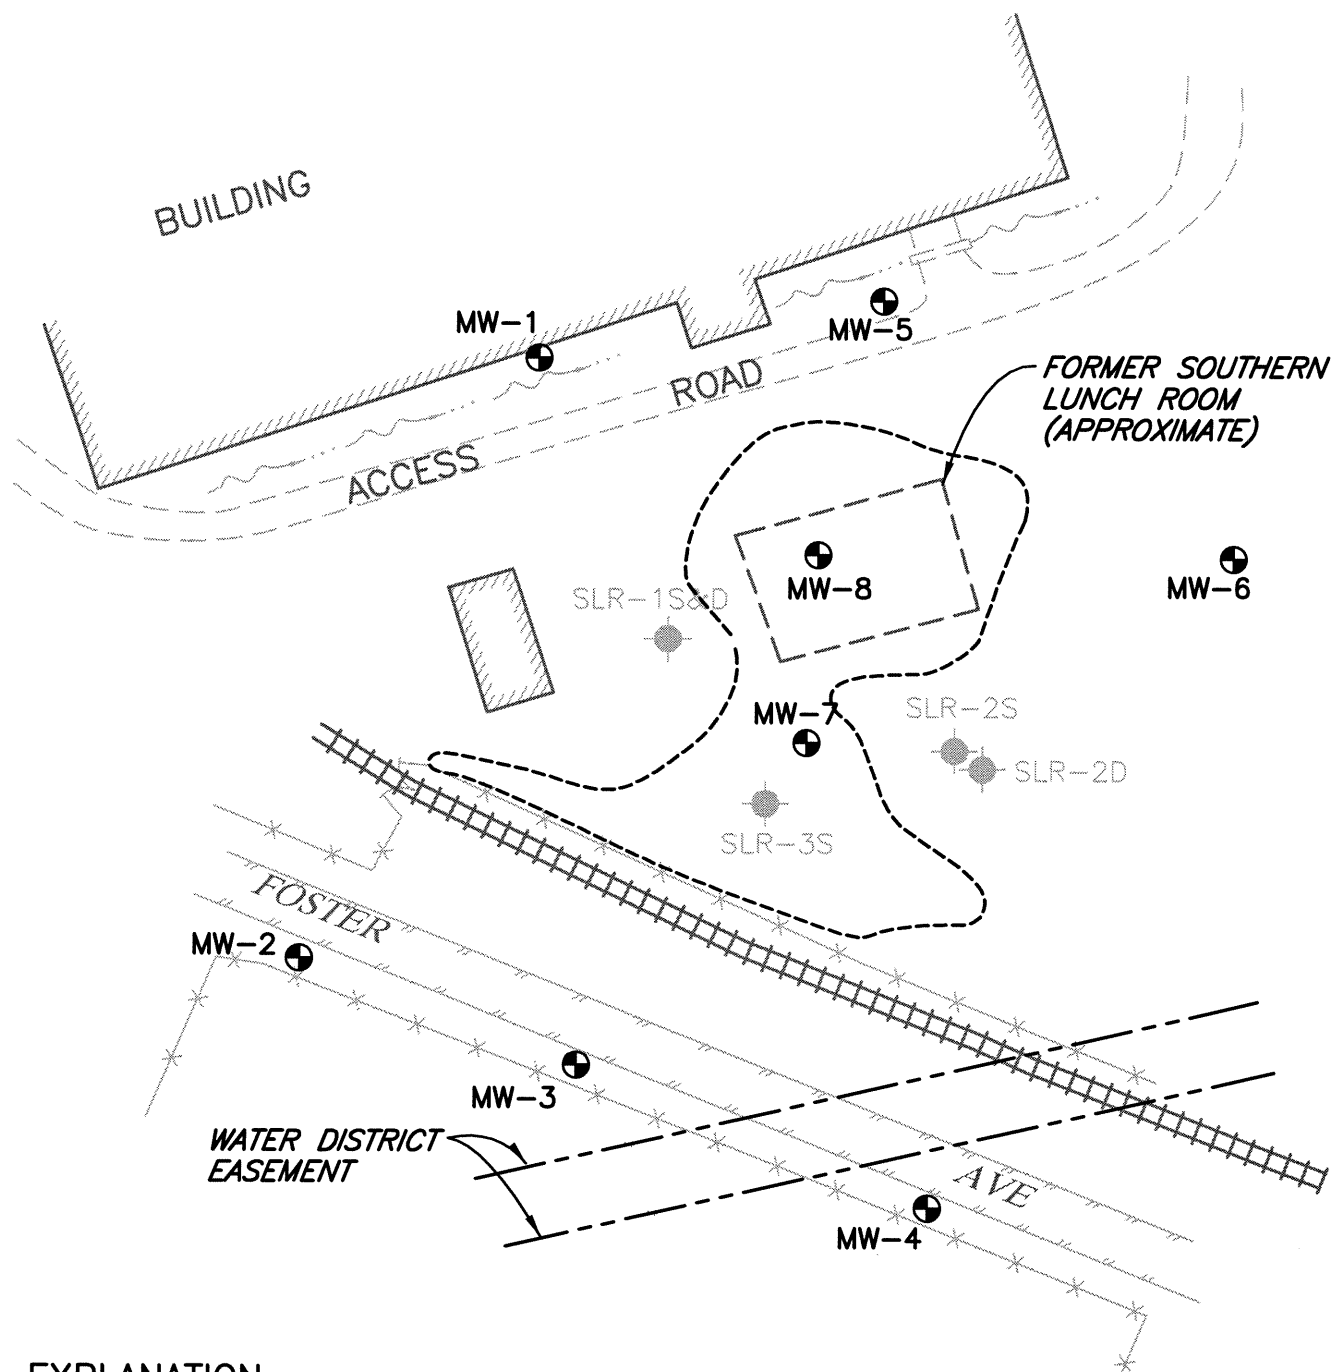 BUILDING
MW-1
MW-5
ROAD
ACCESS
FORMER SOUTHERN
LUNCH ROOM
(APPROXIMATE)
MW-8
MW-6
SLR-1S&D
MW-7
SLR-2S
SLR-2D
SLR-3S
FOSTER
MW-2
MW-3
WATER DISTRICT
EASEMENT
AVE
MW-4
EXPLANATION